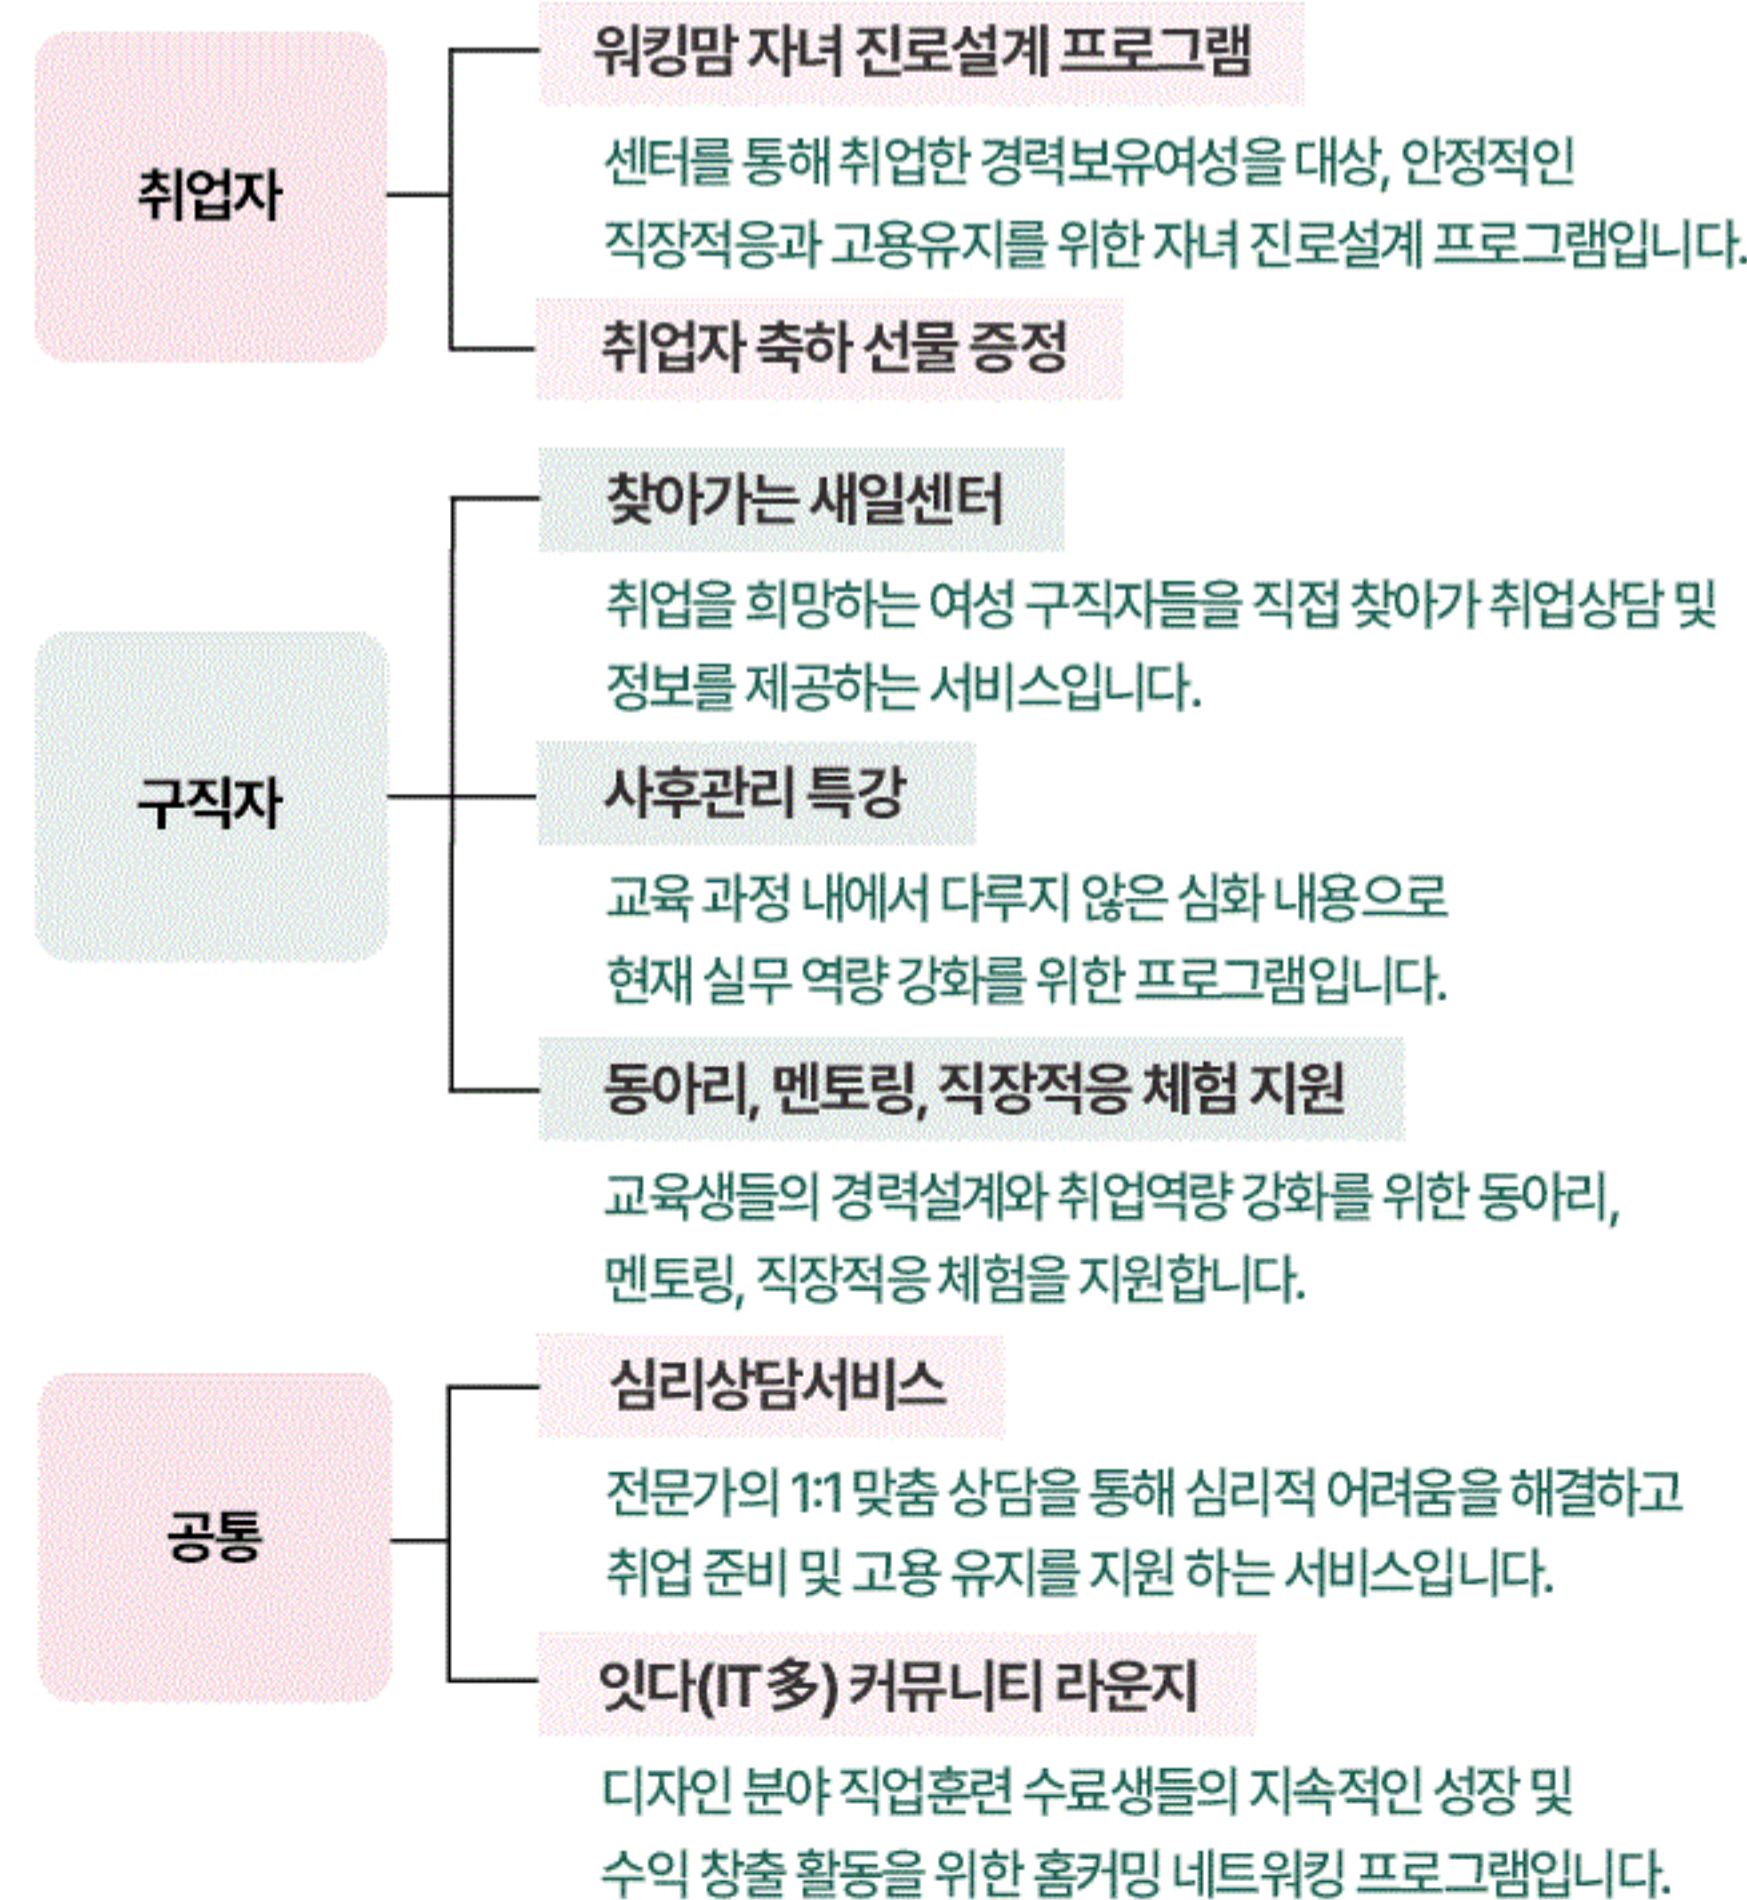 취업자
워킹맘 자녀 진로설계 프로그램
센터를 통해 취업한 경력보유여성을 대상, 안정적인
직장적응과 고용유지를 위한 자녀 진로설계 프로그램입니다.
취업자 축하 선물 증정
구직자
찾아가는 새일센터
취업을 희망하는 여성 구직자들을 직접 찾아가 취업상담 및
정보를 제공하는 서비스입니다.
사후관리 특강
교육 과정 내에서 다루지 않은 심화 내용으로
현재 실무 역량 강화를 위한 프로그램입니다.
동아리, 멘토링, 직장적응 체험 지원
교육생들의 경력설계와 취업역량 강화를 위한 동아리,
멘토링, 직장적응 체험을 지원합니다.
공통
심리상담서비스
전문가의 1:1 맞춤 상담을 통해 심리적 어려움을 해결하고
취업 준비 및 고용 유지를 지원 하는 서비스입니다.
잇다(IT多) 커뮤니티 라운지
디자인 분야 직업훈련 수료생들의 지속적인 성장 및
수익 창출 활동을 위한 홈커밍 네트워킹 프로그램입니다.